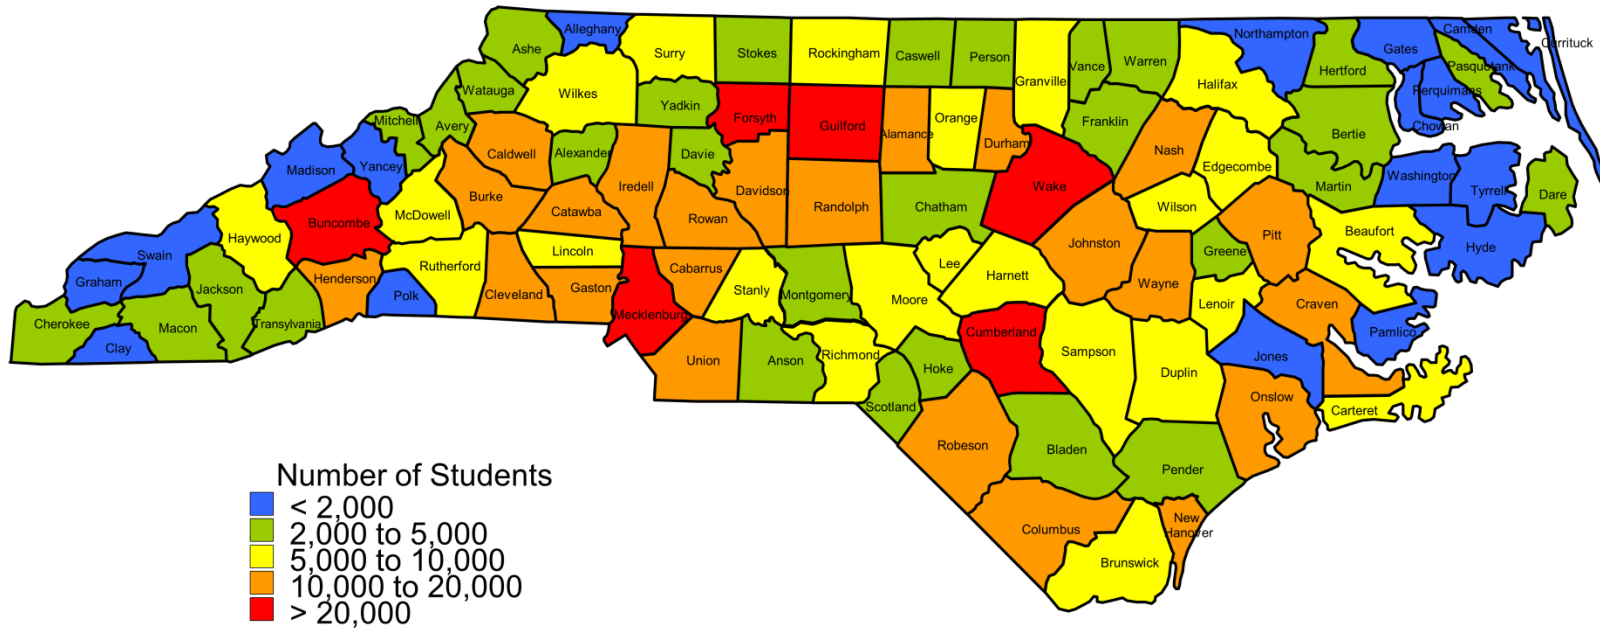 Alleghany
Ashe
Surry
Stokes
Rockingham
Caswell
Person
Granville
Vance
Warren
Northampton
Gates
Camden
Currituck
Hertford
Pasquotank
Perquimans
Chowan
Halifax
Watauga
Wilkes
Yadkin
Forsyth
Guilford
Alamance
Orange
Durham
Franklin
Bertie
Mitchell
Avery
Caldwell
Alexander
Davie
Nash
Edgecombe
Madison
Yancey
Burke
Iredell
Davidson
Wake
Martin
Washington
Tyrrell
Dare
McDowell
Catawba
Rowan
Randolph
Chatham
Wilson
Buncombe
Haywood
Johnston
Pitt
Beaufort
Hyde
Swain
Rutherford
Lincoln
Cabarrus
Lee
Harnett
Wayne
Greene
Graham
Jackson
Henderson
Polk
Cleveland
Gaston
Stanly
Montgomery
Moore
Lenoir
Craven
Cherokee
Macon
Transylvania
Mecklenburg
Cumberland
Pamlico
Clay
Union
Anson
Richmond
Hoke
Sampson
Duplin
Jones
Scotland
Onslow
Carteret
Robeson
Bladen
Pender
Columbus
New
Hanover
Brunswick
Number of Students
< 2,000
2,000 to 5,000
5,000 to 10,000
10,000 to 20,000
> 20,000